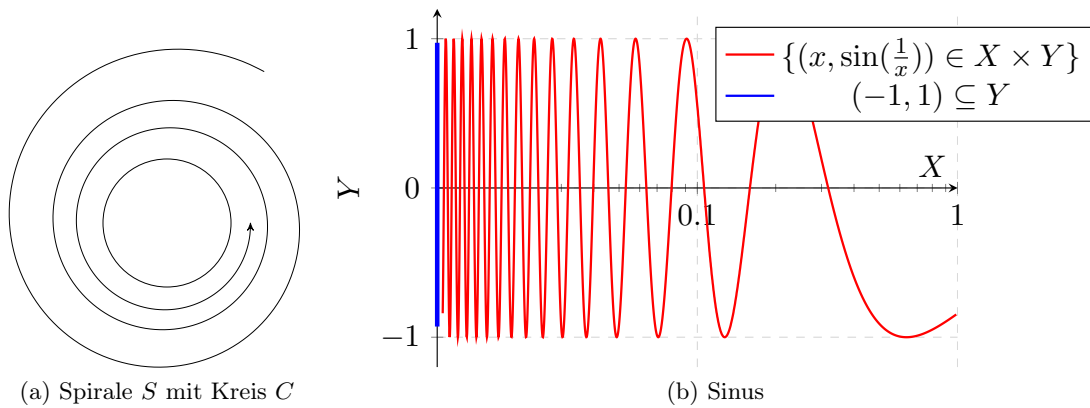 1
0
−1
Y
0.1
1
X
{(x, sin(1/x)) ∈ X × Y}
(−1, 1) ⊆ Y
(a) Spirale S mit Kreis C
(b) Sinus